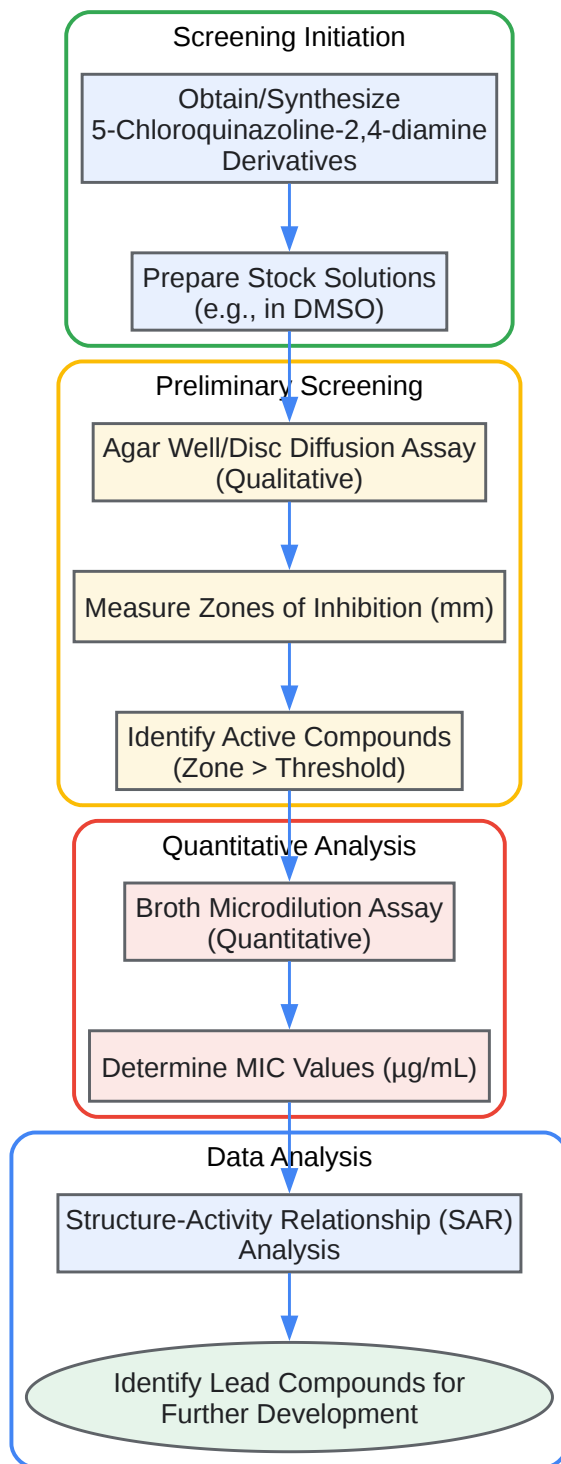 Screening Initiation
Obtain/Synthesize
5-Chloroquinazoline-2,4-diamine
Derivatives
Prepare Stock Solutions
(e.g., in DMSO)
Preliminary Screening
Agar Well/Disc Diffusion Assay
(Qualitative)
Measure Zones of Inhibition (mm)
Identify Active Compounds
(Zone > Threshold)
Quantitative Analysis
Broth Microdilution Assay
(Quantitative)
Determine MIC Values (µg/mL)
Data Analysis
Structure-Activity Relationship (SAR)
Analysis
Identify Lead Compounds for
Further Development